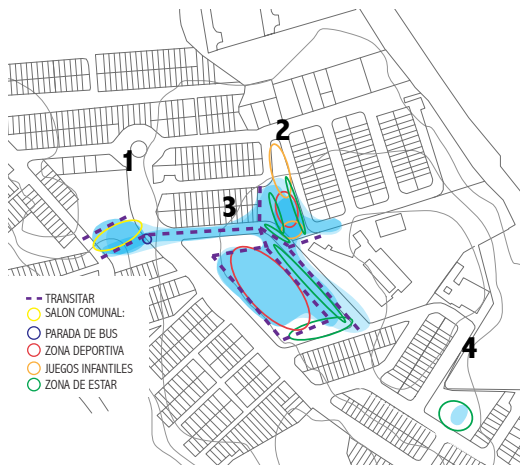 2
1
3
4
TRANSITAR
SALON COMUNAL:
PARADA DE BUS
ZONA DEPORTIVA
JUEGOS INFANTILES
ZONA DE ESTAR